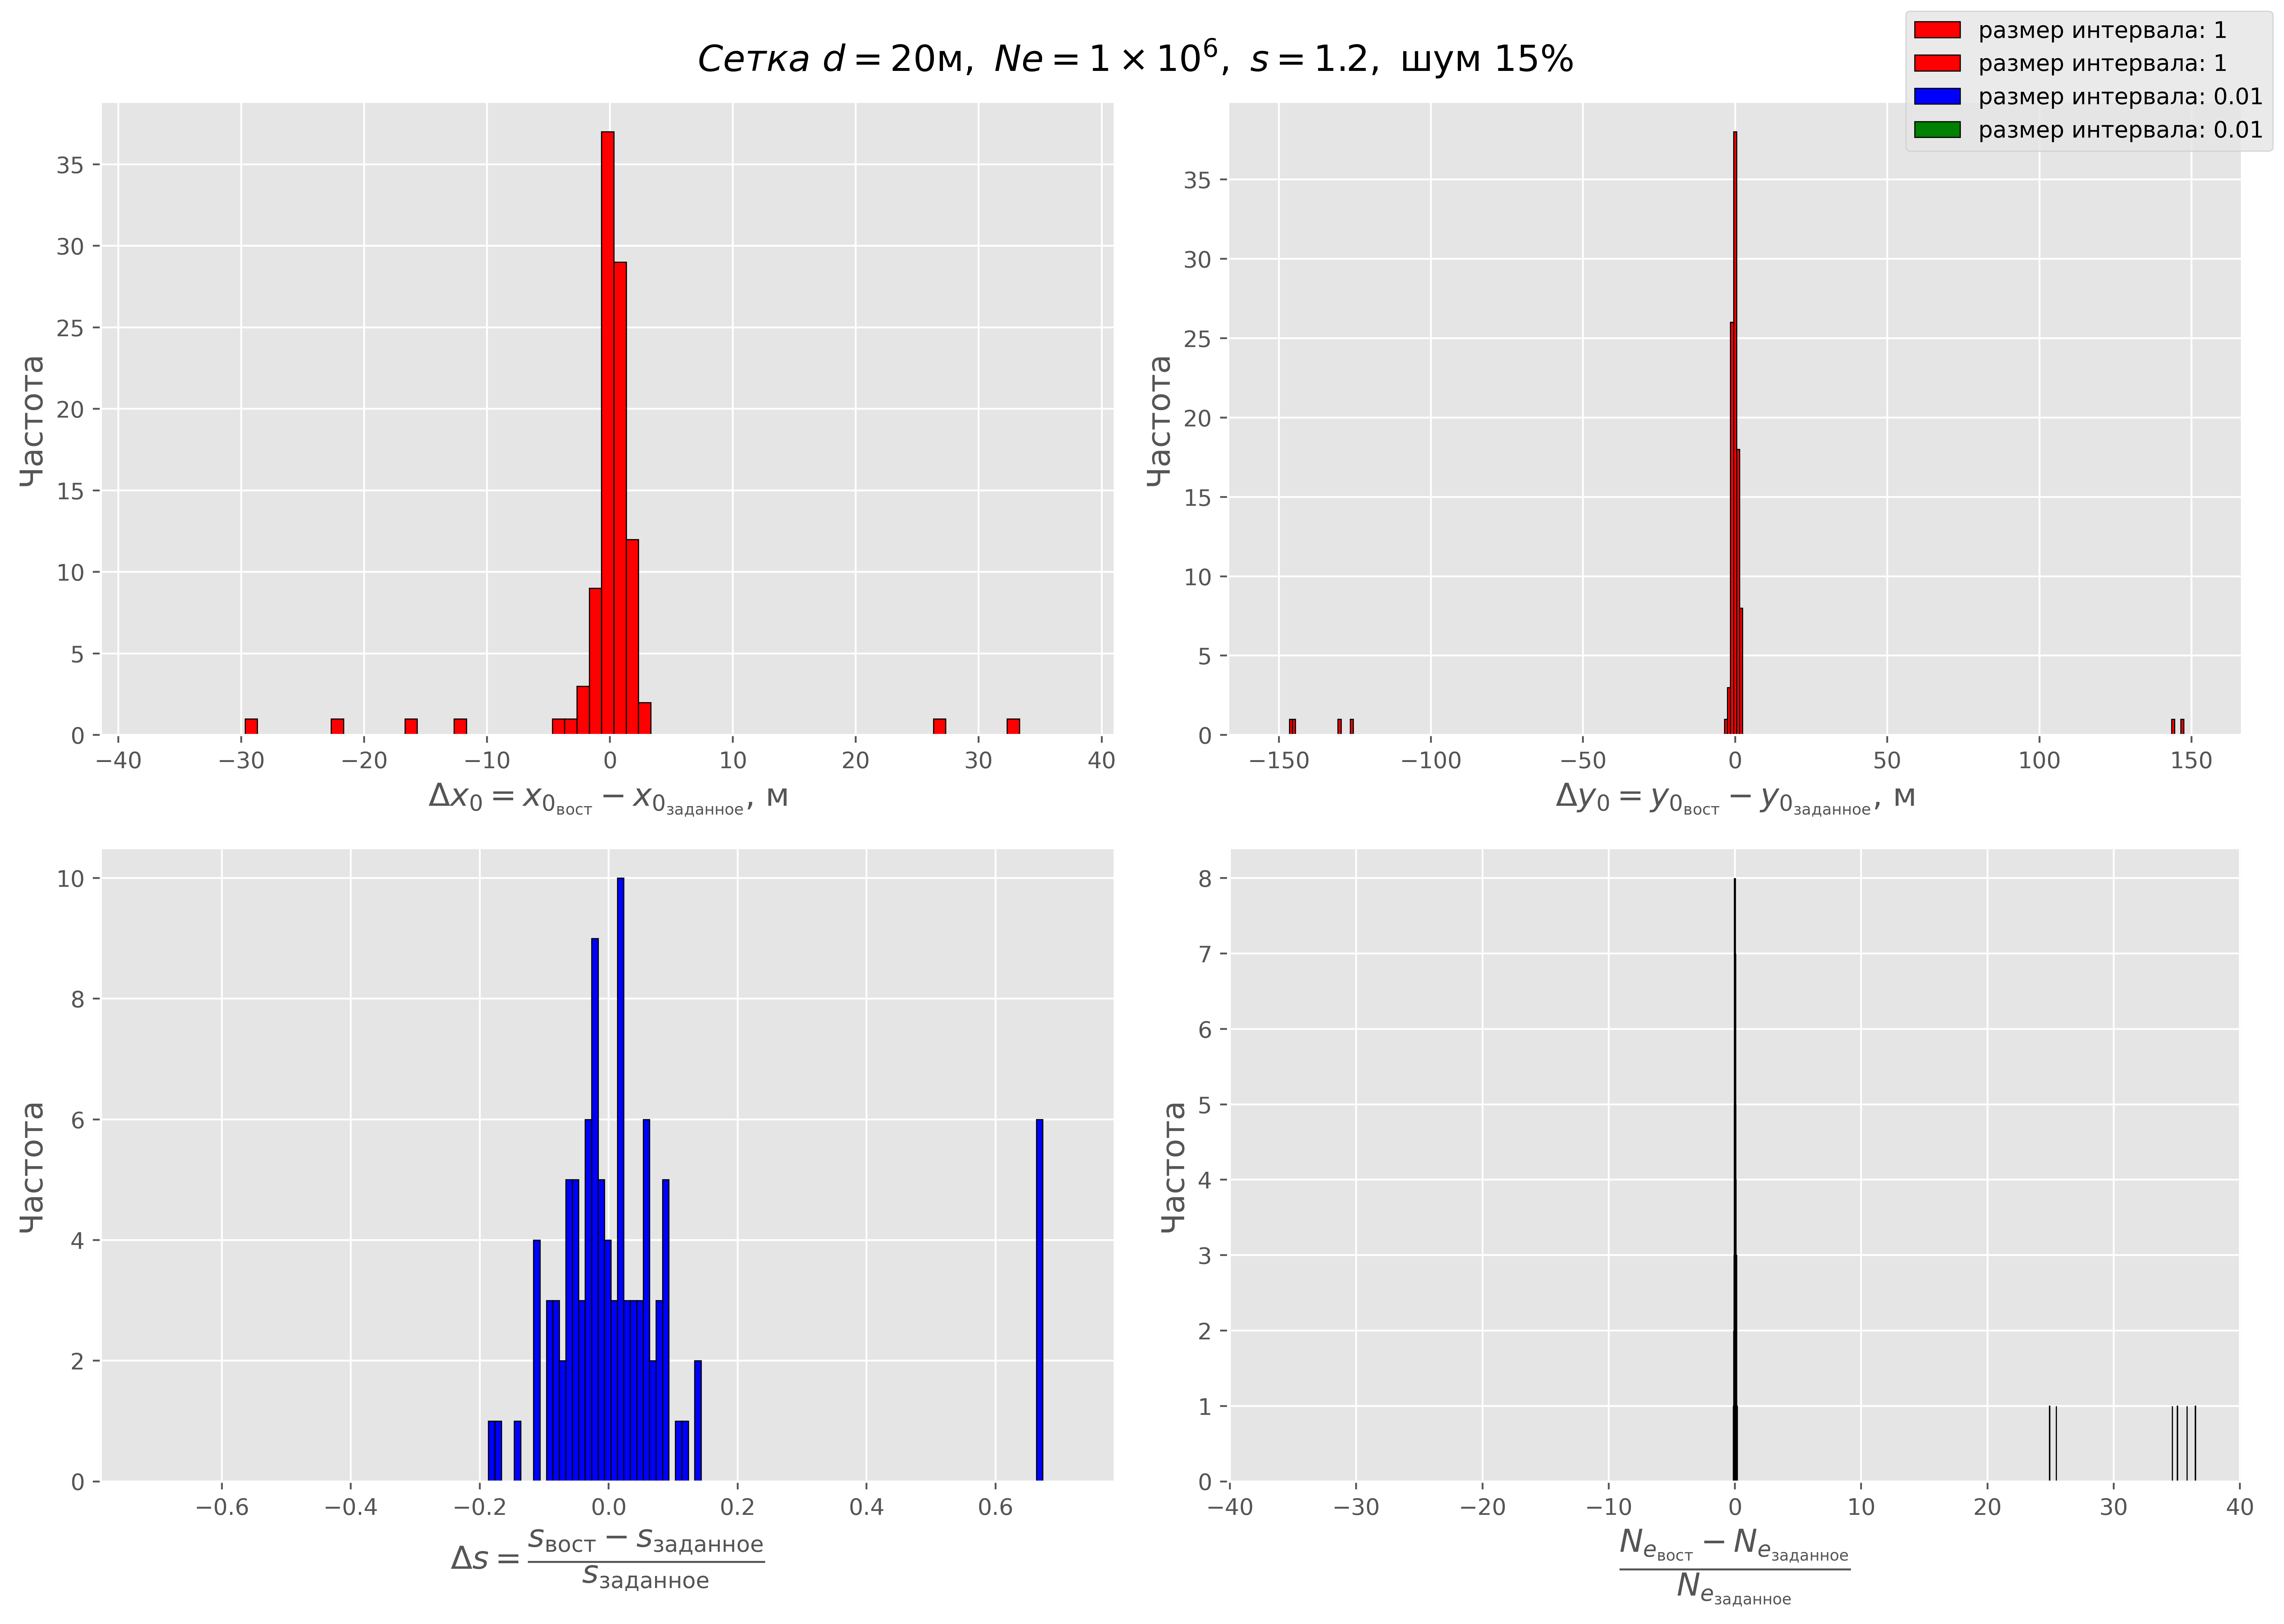 Сетка d = 20м, Ne = 1 × 10⁶, s = 1.2, шум 15%
размер интервала: 1
размер интервала: 1
размер интервала: 0.01
размер интервала: 0.01
Частота
35
30
25
20
15
10
5
0
−40 −30 −20 −10 0 10 20 30 40
Δx₀ = x₀вост − x₀заданное, м
Частота
35
30
25
20
15
10
5
0
−150 −100 −50 0 50 100 150
Δy₀ = y₀вост − y₀заданное, м
Частота
10
8
6
4
2
0
−0.6 −0.4 −0.2 0.0 0.2 0.4 0.6
Δs = (sвост − sзаданное) / sзаданное
Частота
8
7
6
5
4
3
2
1
0
−40 −30 −20 −10 0 10 20 30 40
Nₑвост − Nₑзаданное
Nₑзаданное